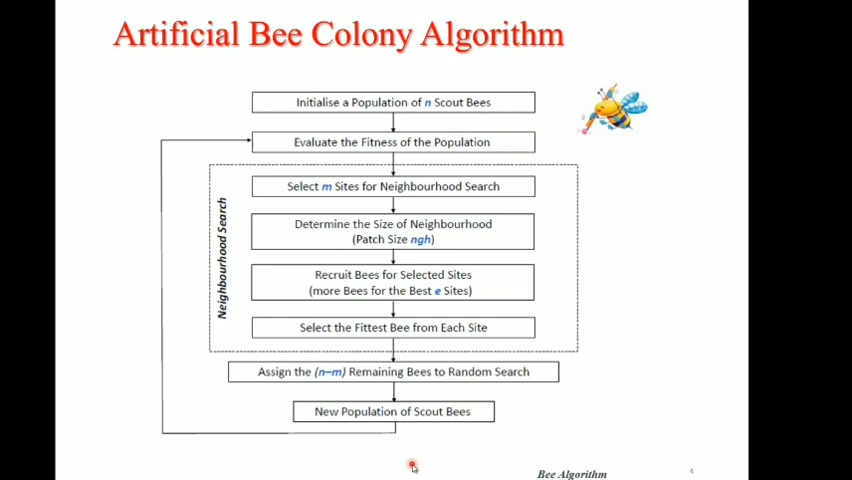 Artificial Bee Colony Algorithm
Initialise a Population of n Scout Bees
Evaluate the Fitness of the Population
Neighbourhood Search
Select m Sites for Neighbourhood Search
Determine the Size of Neighbourhood
(Patch Size ngh)
Recruit Bees for Selected Sites
(more Bees for the Best e Sites)
Select the Fittest Bee from Each Site
Assign the (n–m) Remaining Bees to Random Search
New Population of Scout Bees
Bee Algorithm